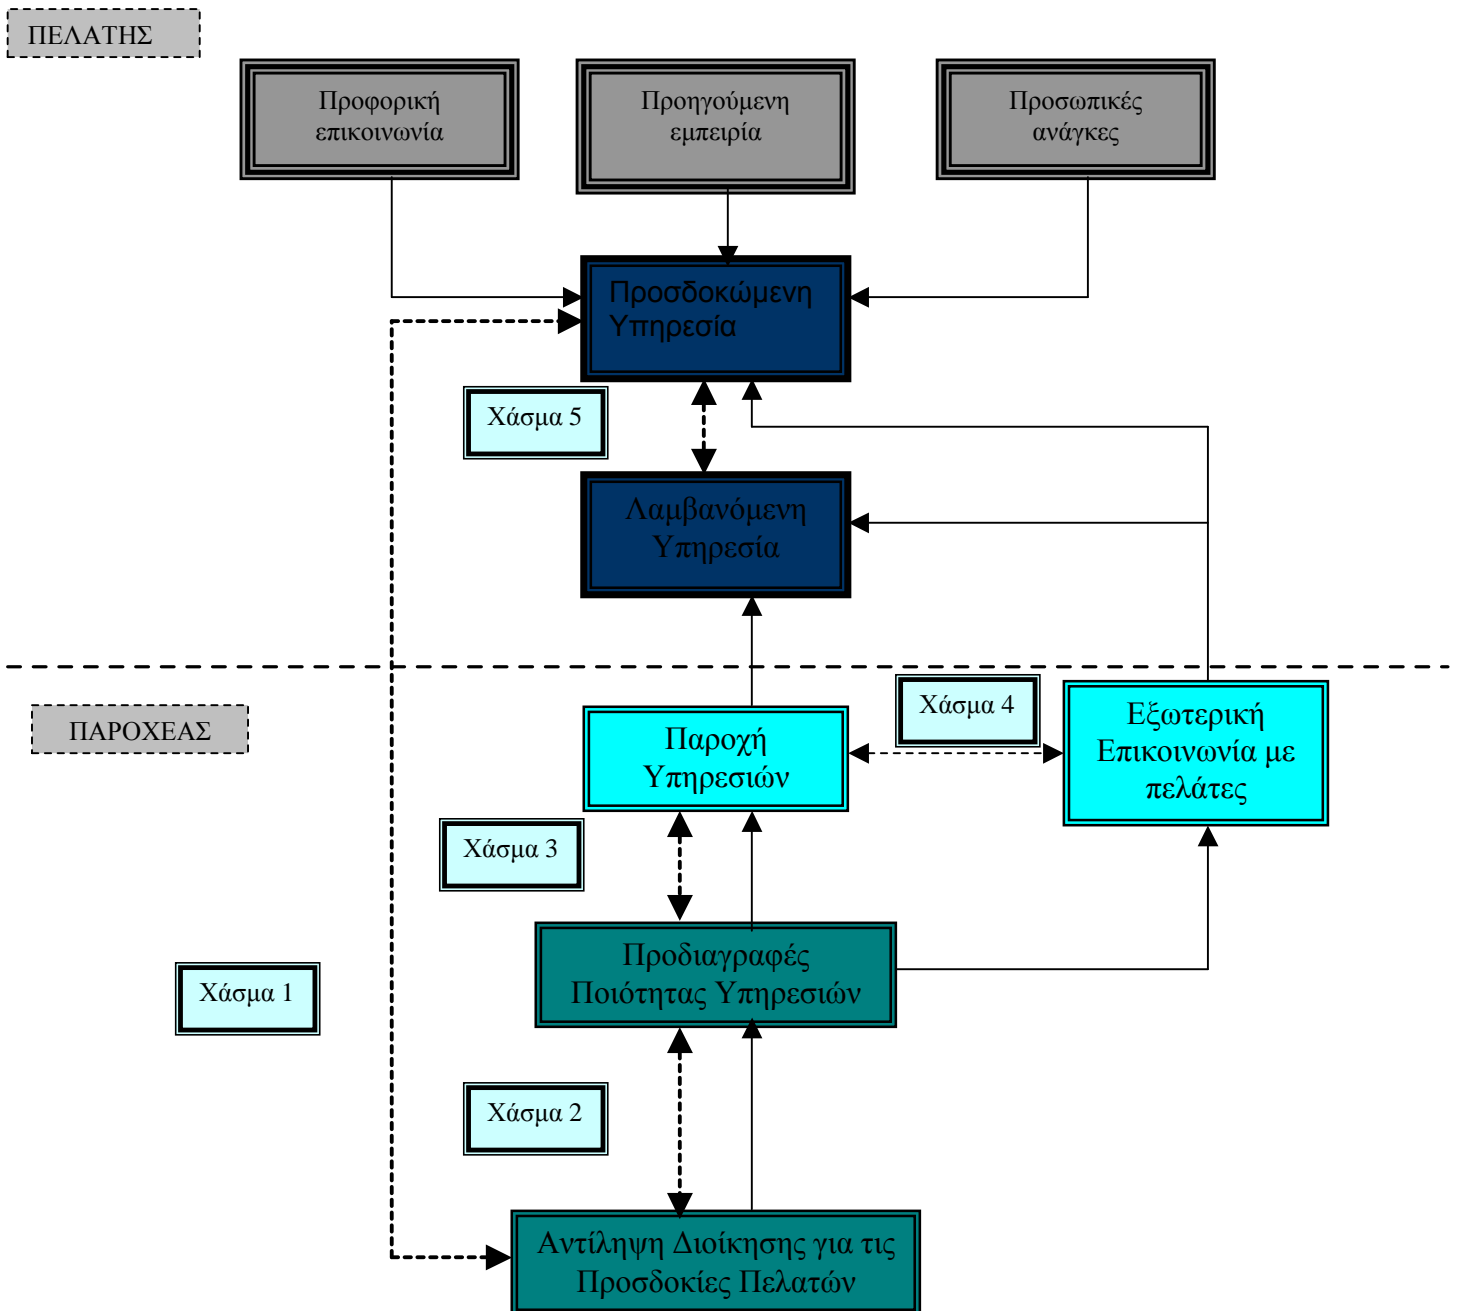 ΠΕΛΑΤΗΣ
Προφορική
επικοινωνία
Προηγούμενη
εμπειρία
Προσωπικές
ανάγκες
Προσδοκώμενη
Υπηρεσία
Χάσμα 5
Λαμβανόμενη
Υπηρεσία
ΠΑΡΟΧΕΑΣ
Παροχή
Υπηρεσιών
Χάσμα 4
Εξωτερική
Επικοινωνία με
πελάτες
Χάσμα 3
Προδιαγραφές
Ποιότητας Υπηρεσιών
Χάσμα 1
Χάσμα 2
Αντίληψη Διοίκησης για τις
Προσδοκίες Πελατών